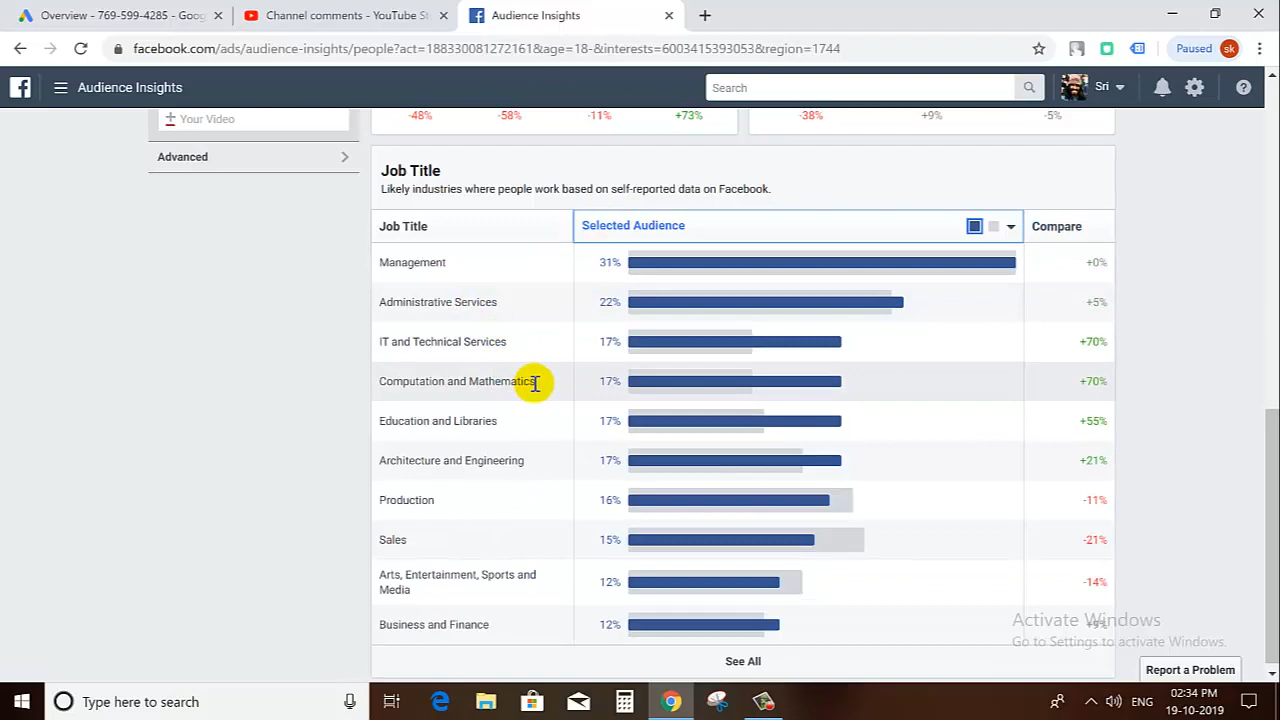 Overview - 769-599-4285 - Goog
Channel comments - YouTube St
Audience Insights
facebook.com/ads/audience-insights/people?act=188330081272161&age=18-&interests=6003415393053&region=1744
Paused
sk
Audience Insights
Search
Sri
Your Video
-48% -58% -11% +73% -38% +9% -5%
Advanced
Job Title
Likely industries where people work based on self-reported data on Facebook.
Job Title Selected Audience Compare
Management 31% +0%
Administrative Services 22% +5%
IT and Technical Services 17% +70%
Computation and Mathematics 17% +70%
Education and Libraries 17% +55%
Architecture and Engineering 17% +21%
Production 16% -11%
Sales 15% -21%
Arts, Entertainment, Sports and
Media 12% -14%
Business and Finance 12% +9%
Activate Windows
Go to Settings to activate Windows.
See All
Report a Problem
Type here to search
ENG
02:34 PM
19-10-2019